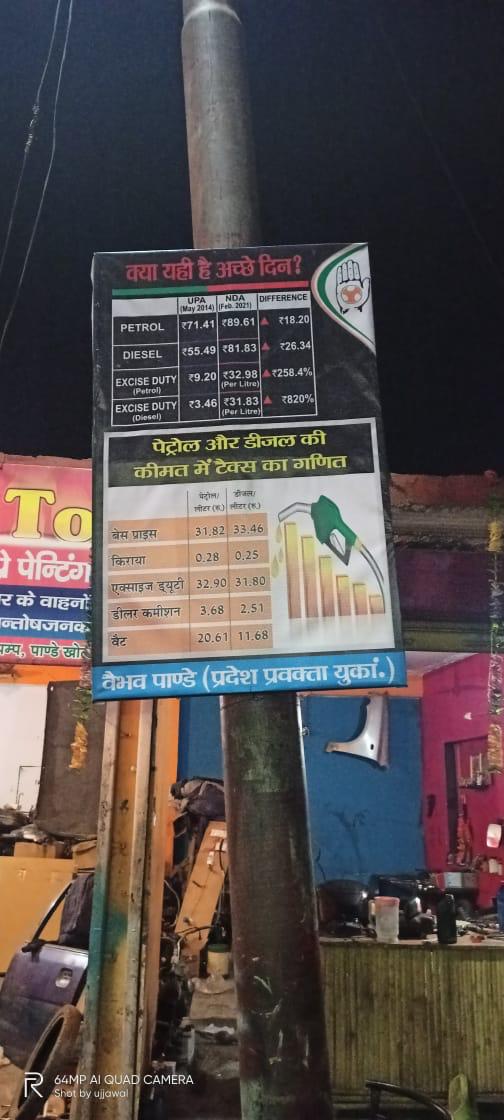 क्या यही है अच्छे दिन?
UPA (May 2014) NDA (Feb. 2021) DIFFERENCE
PETROL ₹71.41 ₹89.61 ▲ ₹18.20
DIESEL ₹55.49 ₹81.83 ▲ ₹26.34
EXCISE DUTY (Petrol) ₹9.20 ₹32.98 (Per Litre) ▲ ₹258.4%
EXCISE DUTY (Diesel) ₹3.46 ₹31.83 (Per Litre) ▲ ₹820%
पेट्रोल और डीजल की
कीमत में टैक्स का गणित
पेट्रोल/ लीटर (रु.) डीजल/ लीटर (रु.)
बेस प्राइस 31.82 33.46
किराया 0.28 0.25
एक्साइज ड्यूटी 32.90 31.80
डीलर कमीशन 3.68 2.51
वैट 20.61 11.68
वैभव पाण्डे (प्रदेश प्रवक्ता युकां.)
To
पेन्टिंग
र के वाहनों
न्तोषजनक
म्प, पाण्डे खो
R 64MP AI QUAD CAMERA
Shot by ujjawal